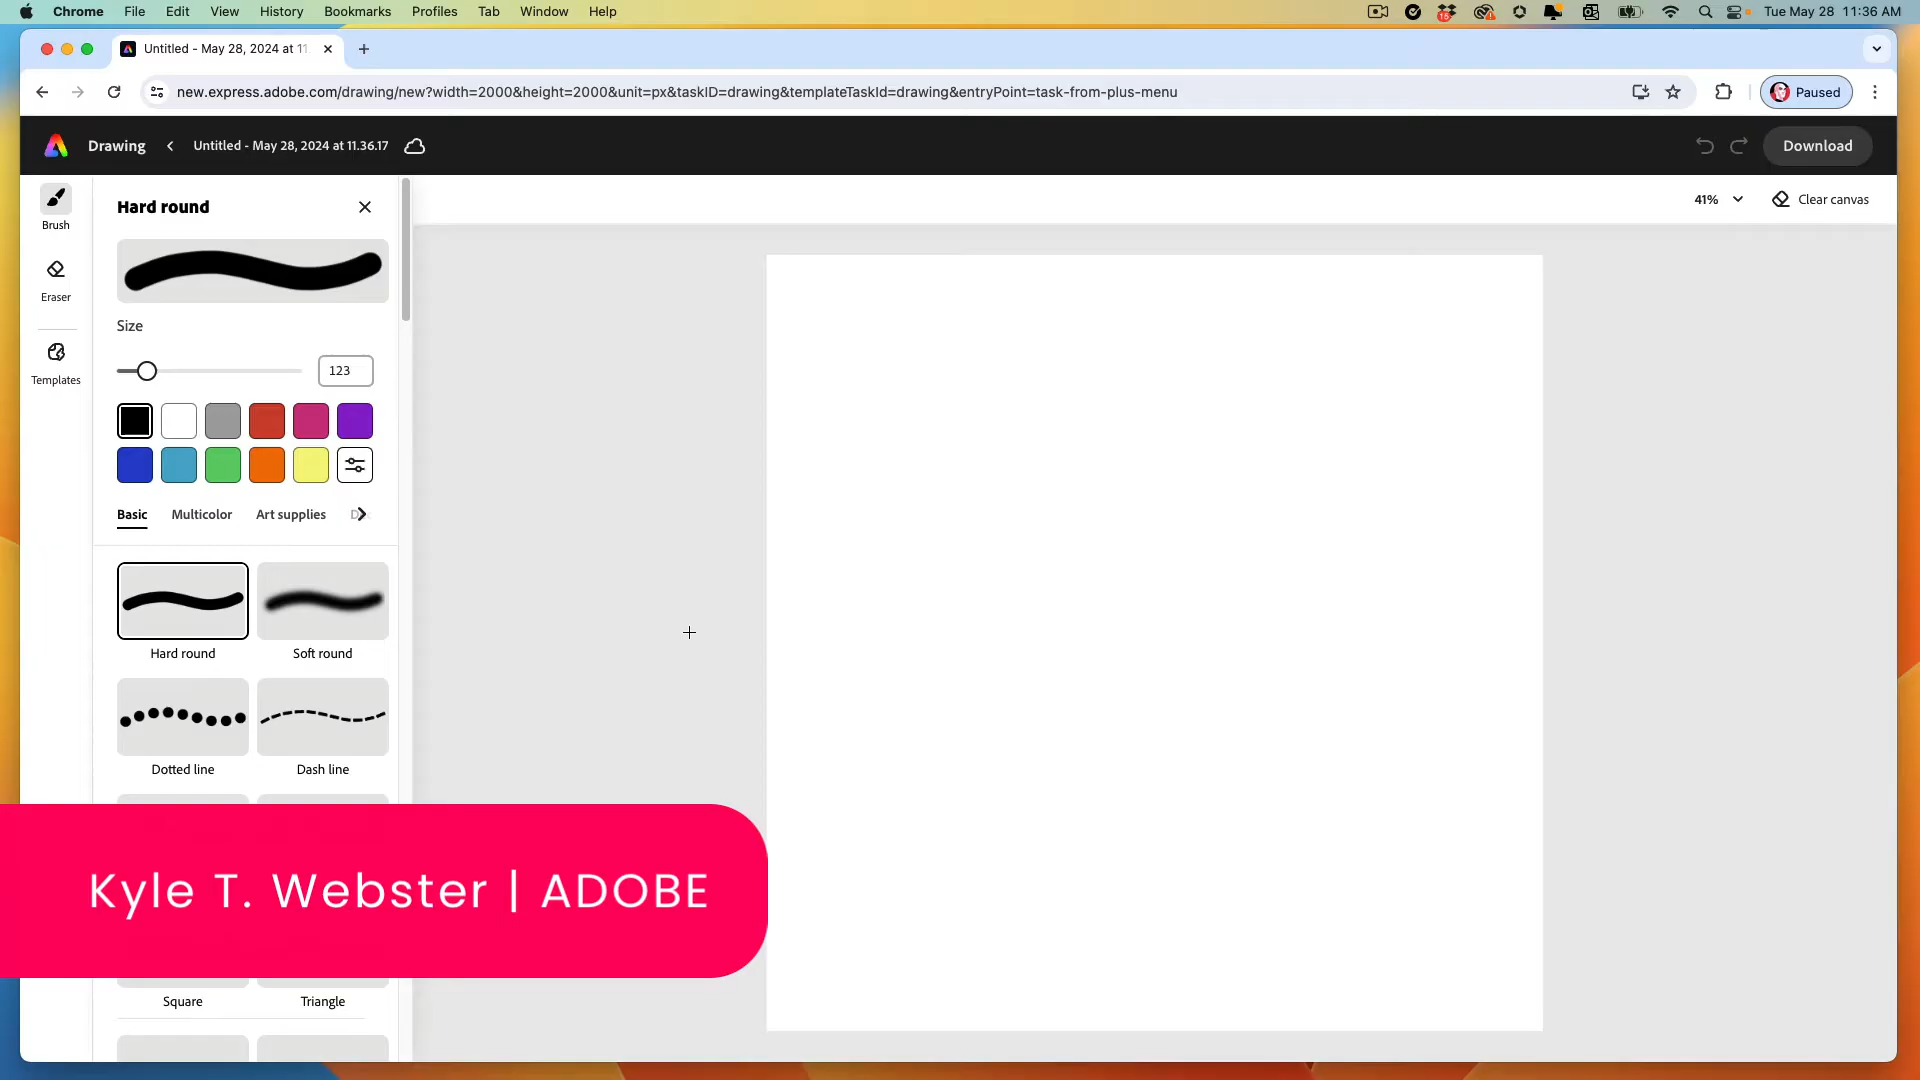 Chrome File Edit View History Bookmarks Profiles Tab Window Help Tue May 28 11:36 AM
Untitled - May 28, 2024 at 11
new.express.adobe.com/drawing/new?width=2000&height=2000&unit=px&taskID=drawing&templateTaskId=drawing&entryPoint=task-from-plus-menu Paused
Drawing Untitled - May 28, 2024 at 11.36.17 Download
Brush
Eraser
Templates
Hard round
41% Clear canvas
Size
123
Basic Multicolor Art supplies
Hard round Soft round
Dotted line Dash line
Kyle T. Webster | ADOBE
Square Triangle